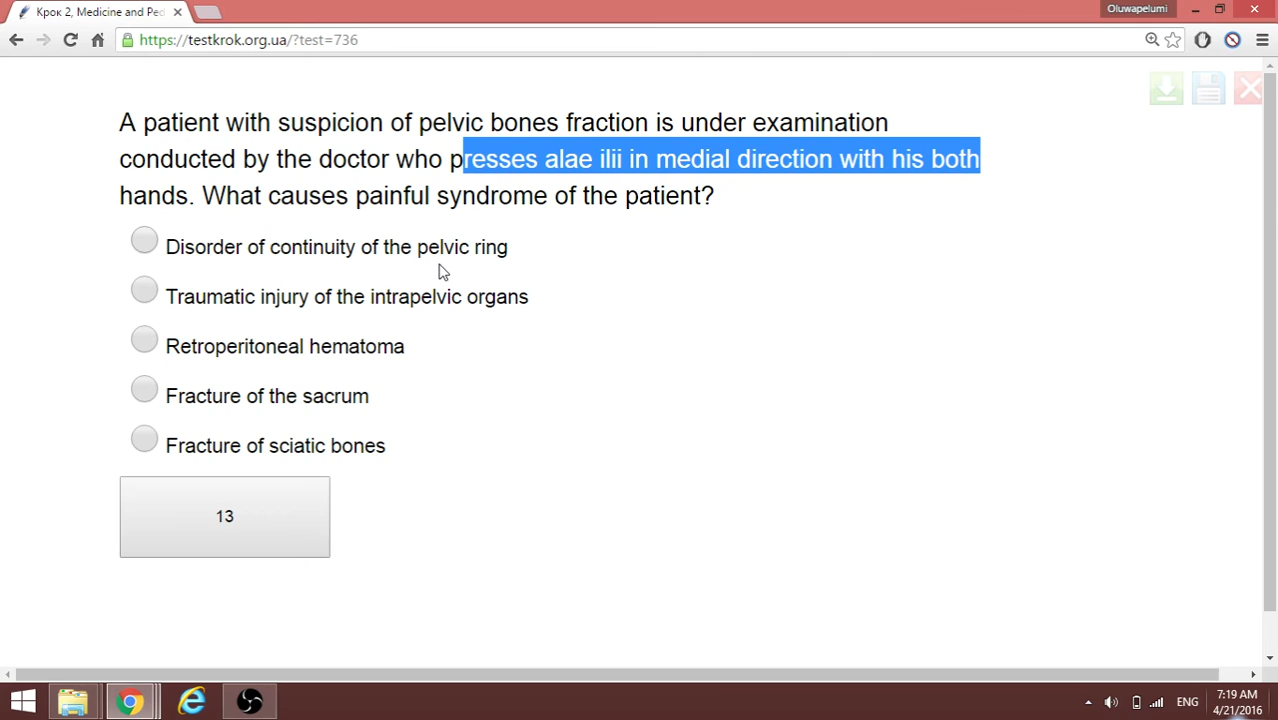 Крок 2, Medicine and Ped
Oluwapelumi
https://testkrok.org.ua/?test=736
A patient with suspicion of pelvic bones fraction is under examination
conducted by the doctor who presses alae ilii in medial direction with his both
hands. What causes painful syndrome of the patient?
Disorder of continuity of the pelvic ring
Traumatic injury of the intrapelvic organs
Retroperitoneal hematoma
Fracture of the sacrum
Fracture of sciatic bones
13
ENG
7:19 AM
4/21/2016